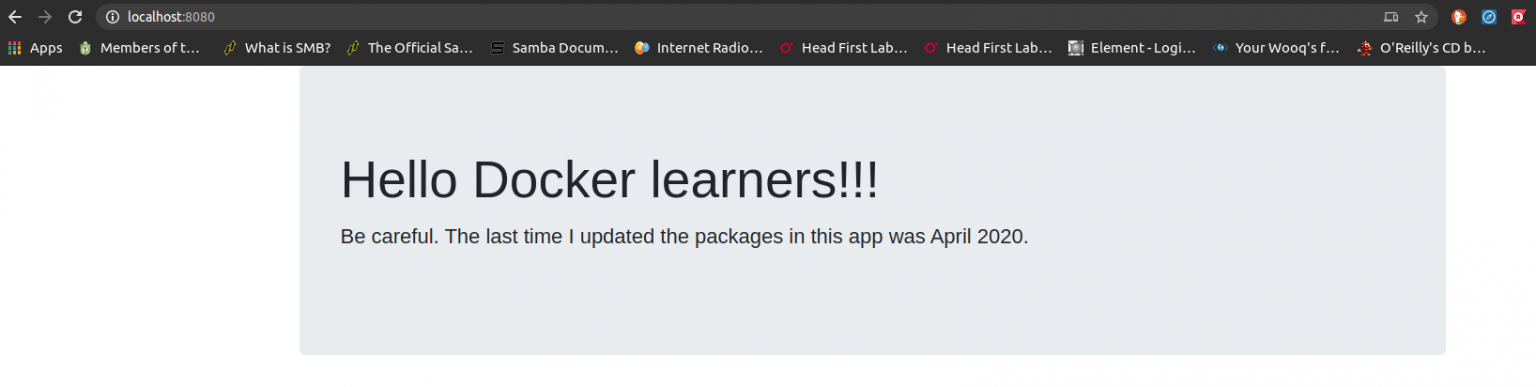 localhost:8080
Apps Members of t... What is SMB? The Official Sa... Samba Docum... Internet Radio... Head First Lab... Head First Lab... Element - Logi... Your Wooq's f... O'Reilly's CD b...
Hello Docker learners!!!
Be careful. The last time I updated the packages in this app was April 2020.